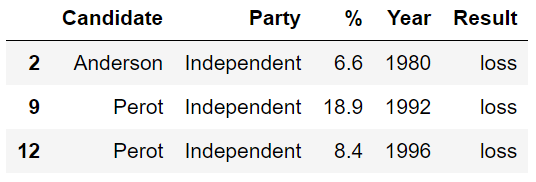 Candidate Party % Year Result
2 Anderson Independent 6.6 1980 loss
9 Perot Independent 18.9 1992 loss
12 Perot Independent 8.4 1996 loss